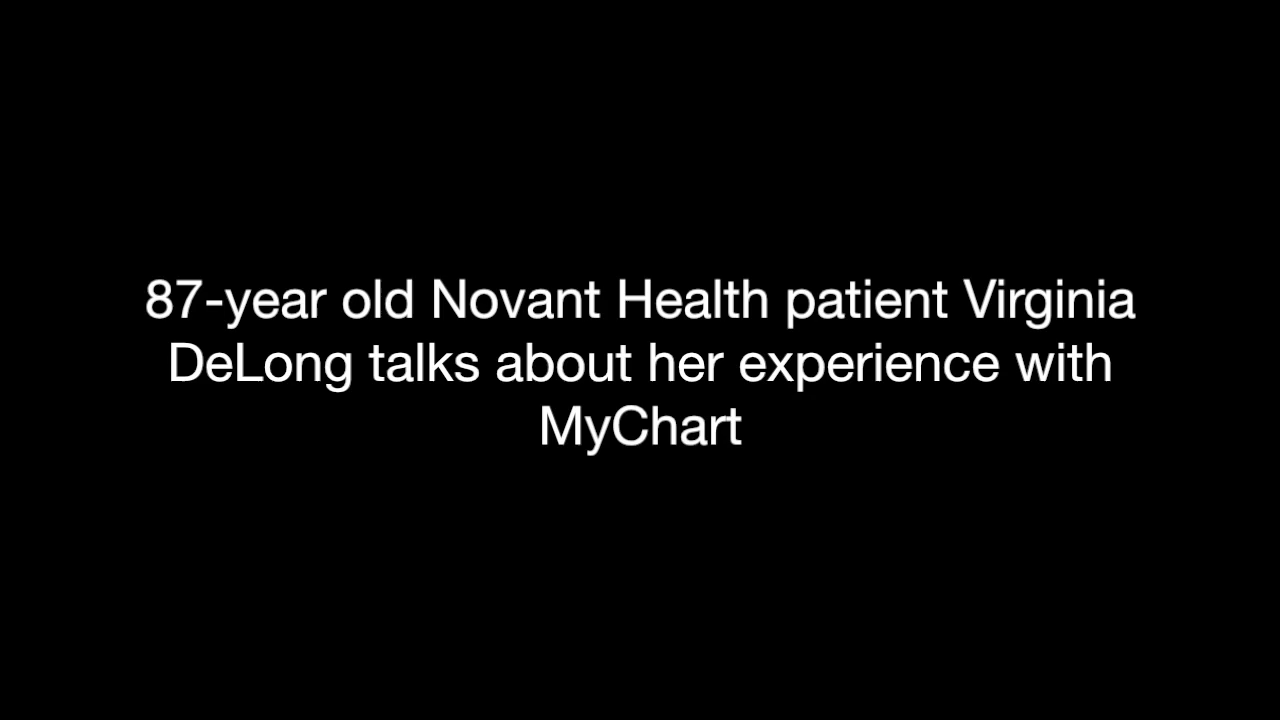 87-year old Novant Health patient Virginia
DeLong talks about her experience with
MyChart